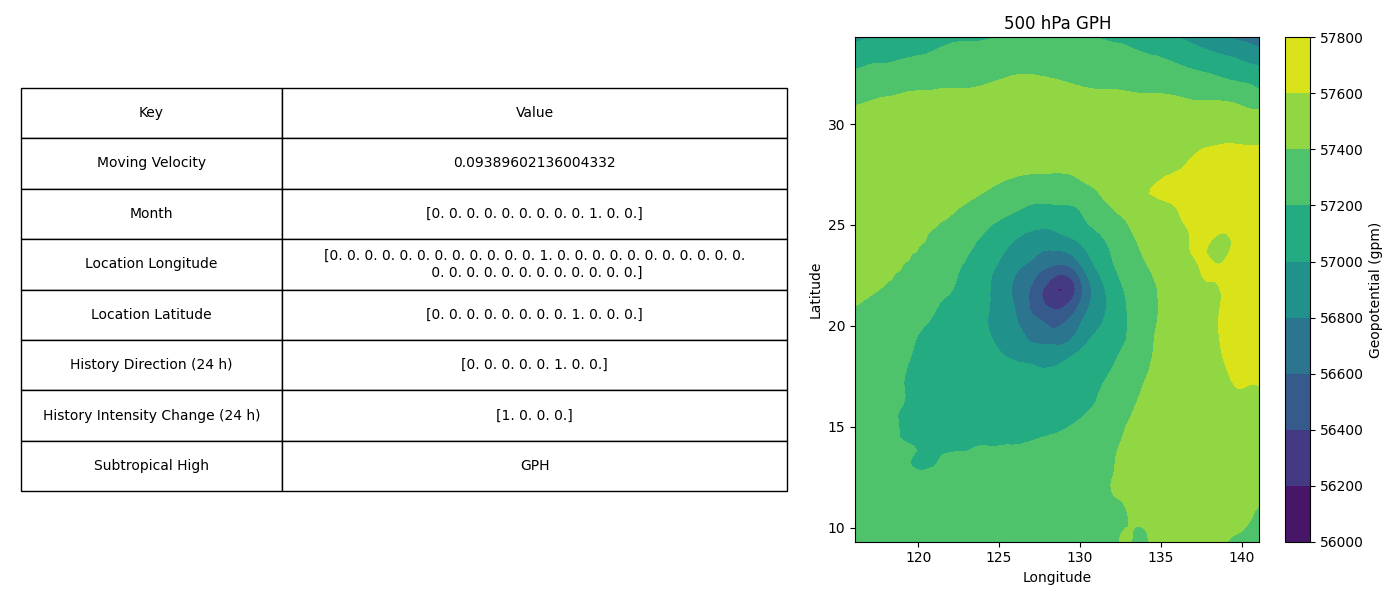 Key
Value
Moving Velocity
0.09389602136004332
Month
[0. 0. 0. 0. 0. 0. 0. 0. 0. 1. 0. 0.]
Location Longitude
[0. 0. 0. 0. 0. 0. 0. 0. 0. 0. 0. 0. 1. 0. 0. 0. 0. 0. 0. 0. 0. 0. 0. 0.
0. 0. 0. 0. 0. 0. 0. 0. 0. 0. 0. 0.]
Location Latitude
[0. 0. 0. 0. 0. 0. 0. 0. 1. 0. 0. 0.]
History Direction (24 h)
[0. 0. 0. 0. 0. 1. 0. 0.]
History Intensity Change (24 h)
[1. 0. 0. 0.]
Subtropical High
GPH
500 hPa GPH
Latitude
30
25
20
15
10
120
125
130
135
140
Longitude
57800
57600
57400
57200
57000
56800
56600
56400
56200
56000
Geopotential (gpm)